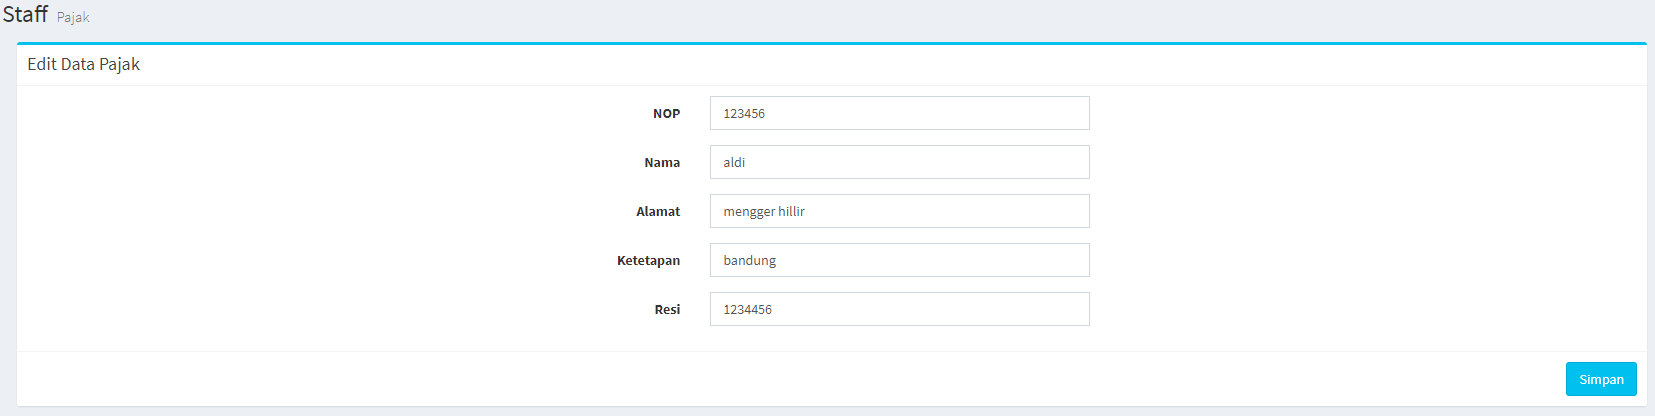 Staff Pajak
Edit Data Pajak
NOP 123456
Nama aldi
Alamat mengger hillir
Ketetapan bandung
Resi 1234456
Simpan